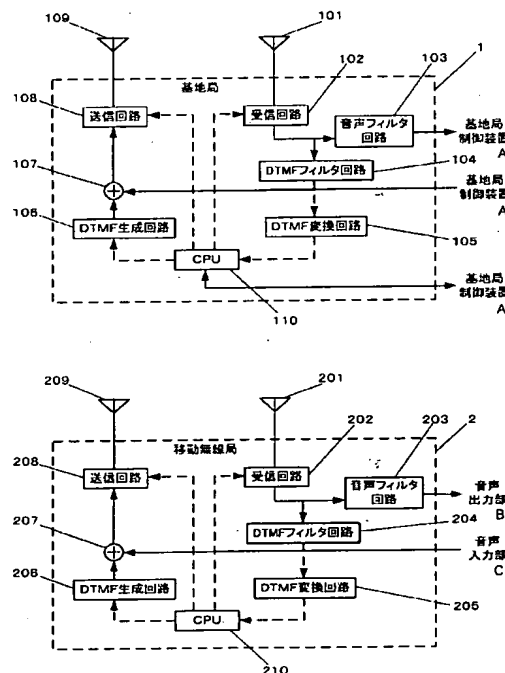 109
101
102
103
1
基地局
108
送信回路
受信回路
音声フィルタ
回路
基地局
制御装置
A
104
107
DTMFフィルタ回路
基地局
制御装置
A
106
DTMF生成回路
DTMF変換回路
105
CPU
基地局
制御装置
A
110
209
201
202
203
2
移動無線局
208
送信回路
受信回路
音声フィルタ
回路
音声
出力部
B
204
207
DTMFフィルタ回路
音声
入力部
C
206
DTMF生成回路
DTMF変換回路
205
CPU
210